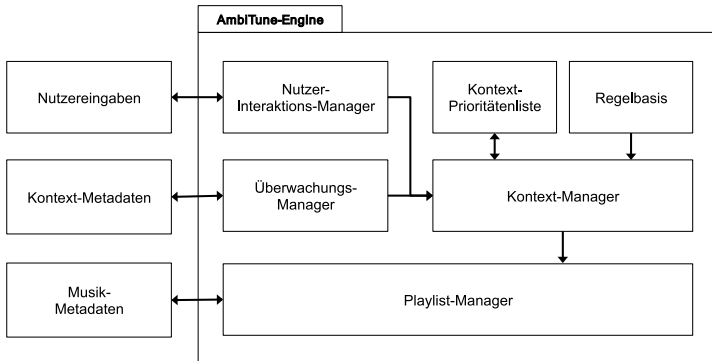 AmbiTune-Engine
Nutzereingaben
Nutzer-
Interaktions-Manager
Kontext-
Prioritätenliste
Regelbasis
Kontext-Metadaten
Überwachungs-
Manager
Kontext-Manager
Musik-
Metadaten
Playlist-Manager